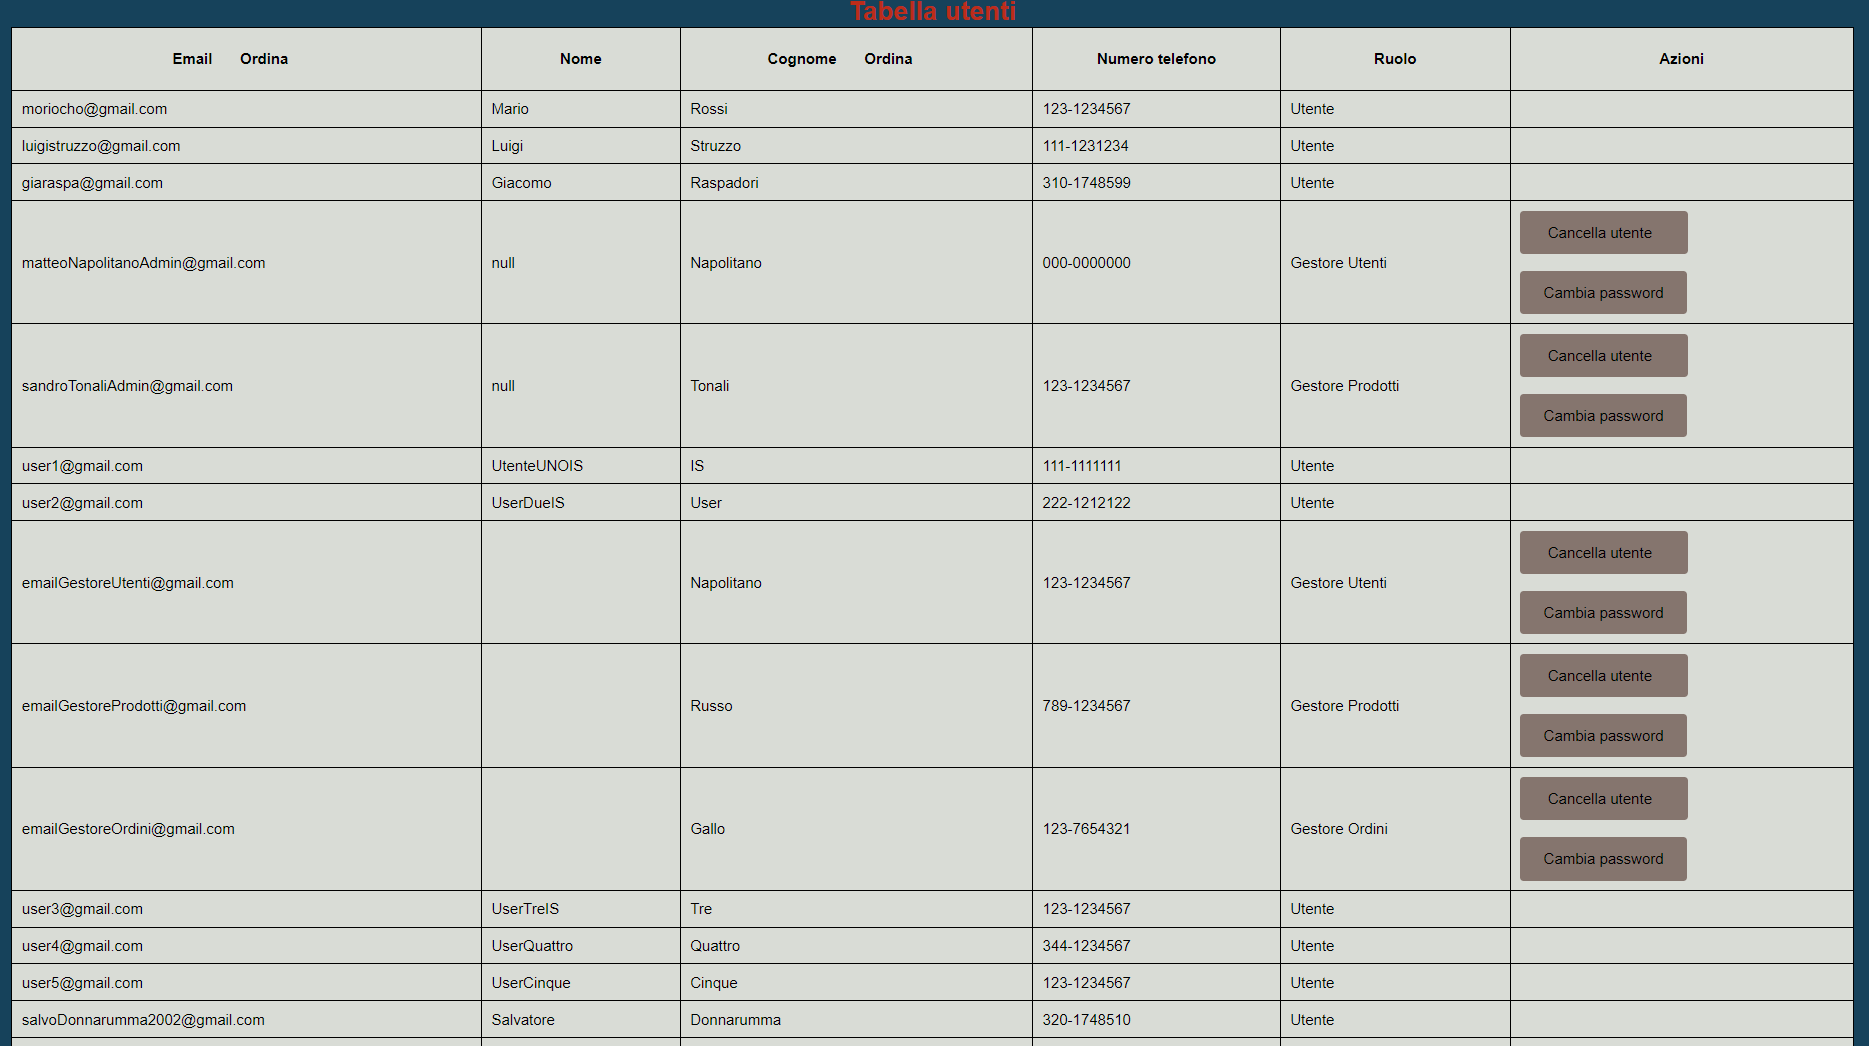 Tabella utenti
Email Ordina Nome Cognome Ordina Numero telefono Ruolo Azioni
moriocho@gmail.com Mario Rossi 123-1234567 Utente
luigistruzzo@gmail.com Luigi Struzzo 111-1231234 Utente
giaraspa@gmail.com Giacomo Raspadori 310-1748599 Utente
Cancella utente
matteoNapolitanoAdmin@gmail.com null Napolitano 000-0000000 Gestore Utenti
Cambia password
Cancella utente
sandroTonaliAdmin@gmail.com null Tonali 123-1234567 Gestore Prodotti
Cambia password
user1@gmail.com UtenteUNOIS IS 111-1111111 Utente
user2@gmail.com UserDueIS User 222-1212122 Utente
Cancella utente
emailGestoreUtenti@gmail.com Napolitano 123-1234567 Gestore Utenti
Cambia password
Cancella utente
emailGestoreProdotti@gmail.com Russo 789-1234567 Gestore Prodotti
Cambia password
Cancella utente
emailGestoreOrdini@gmail.com Gallo 123-7654321 Gestore Ordini
Cambia password
user3@gmail.com UserTreIS Tre 123-1234567 Utente
user4@gmail.com UserQuattro Quattro 344-1234567 Utente
user5@gmail.com UserCinque Cinque 123-1234567 Utente
salvoDonnarumma2002@gmail.com Salvatore Donnarumma 320-1748510 Utente